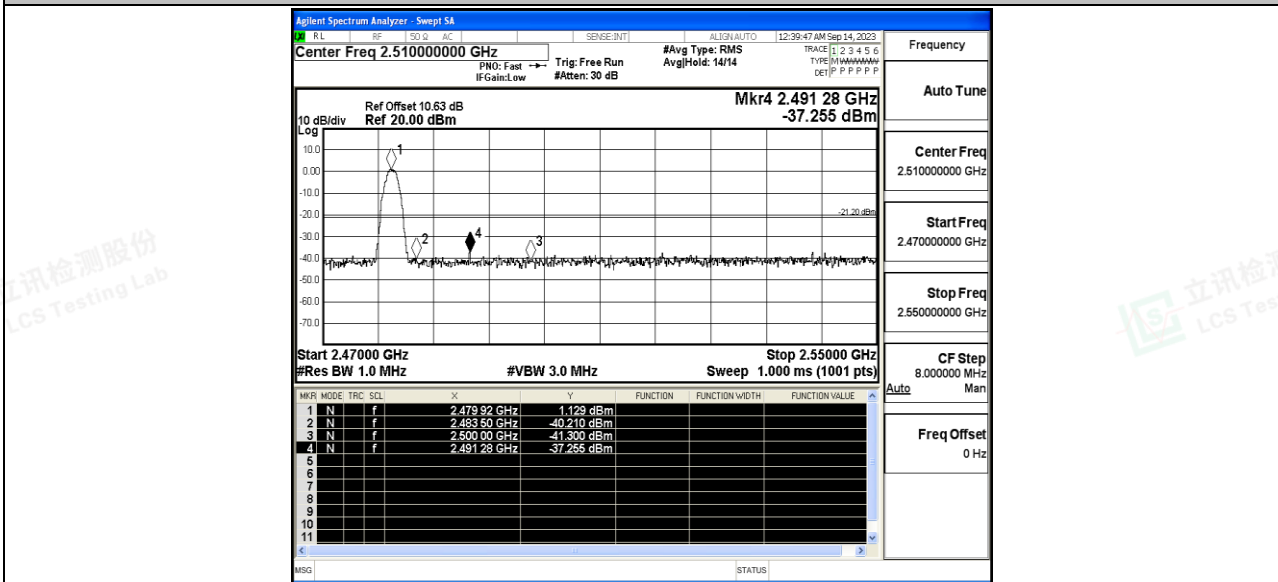 Agilent Spectrum Analyzer - Swept SA
RL RF 50 Ω AC SENSE:INT ALIGNAUTO 12:39:47 AM Sep 14, 2023
Center Freq 2.510000000 GHz
PNO: Fast
IFGain:Low
Trig: Free Run
#Atten: 30 dB
#Avg Type: RMS
Avg|Hold: 14/14
TRACE 1 2 3 4 5 6
TYPE M WWWWW
DET P P P P P P
Mkr4 2.491 28 GHz
-37.255 dBm
Ref Offset 10.63 dB
10 dB/div Ref 20.00 dBm
Log
10.0
0.00
-10.0
-20.0
-30.0
-40.0
-50.0
-60.0
-70.0
1
2
4
3
-21.20 dBm
Start 2.47000 GHz Stop 2.55000 GHz
#Res BW 1.0 MHz #VBW 3.0 MHz Sweep 1.000 ms (1001 pts)
MKR MODE TRC SCL X Y FUNCTION FUNCTION WIDTH FUNCTION VALUE
1 N f 2.479 92 GHz 1.129 dBm
2 N f 2.483 50 GHz -40.210 dBm
3 N f 2.500 00 GHz -41.300 dBm
4 N f 2.491 28 GHz -37.255 dBm
5
6
7
8
9
10
11
MSG STATUS
Frequency
Auto Tune
Center Freq
2.510000000 GHz
Start Freq
2.470000000 GHz
Stop Freq
2.550000000 GHz
CF Step
8.000000 MHz
Auto Man
Freq Offset
0 Hz
立讯检测股份
LCS Testing Lab
立讯检测
LCS Tes